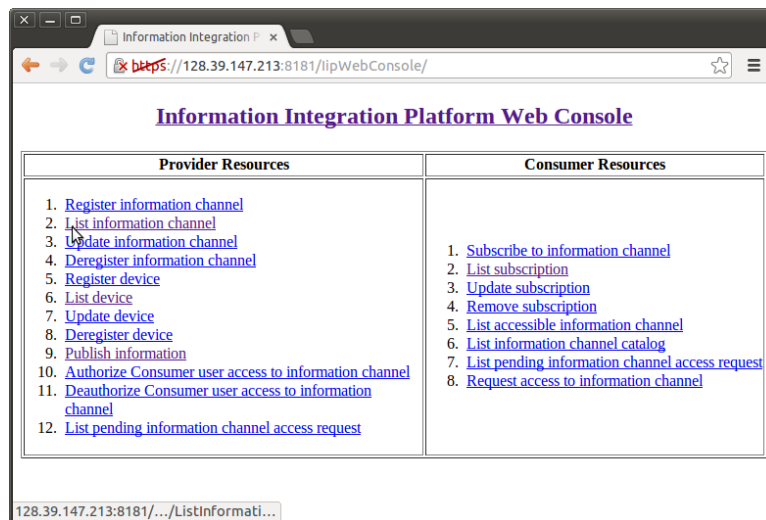 Information Integration P
https://128.39.147.213:8181/IipWebConsole/
Information Integration Platform Web Console
Provider Resources
1. Register information channel
2. List information channel
3. Update information channel
4. Deregister information channel
5. Register device
6. List device
7. Update device
8. Deregister device
9. Publish information
10. Authorize Consumer user access to information channel
11. Deauthorize Consumer user access to information
channel
12. List pending information channel access request
Consumer Resources
1. Subscribe to information channel
2. List subscription
3. Update subscription
4. Remove subscription
5. List accessible information channel
6. List information channel catalog
7. List pending information channel access request
8. Request access to information channel
128.39.147.213:8181/.../ListInformati...